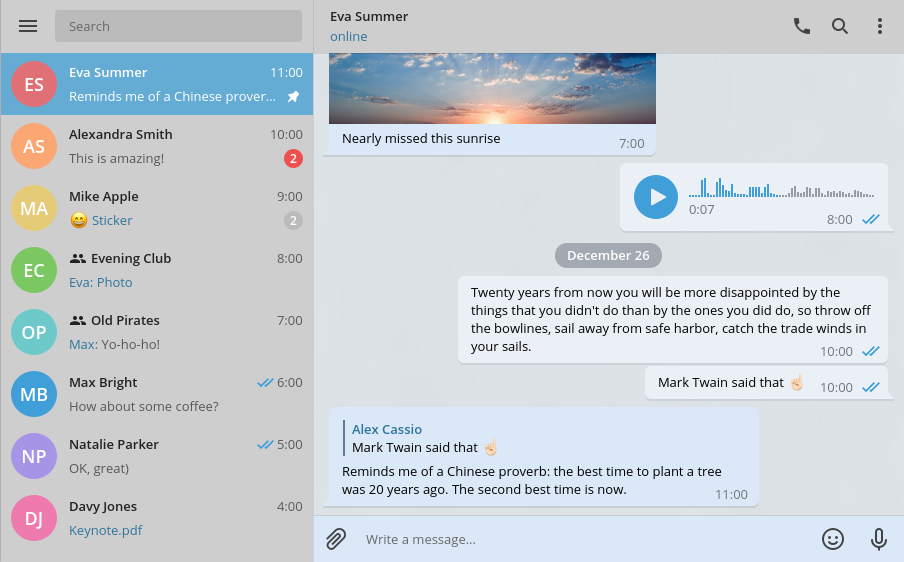 Search
ES
Eva Summer 11:00
Reminds me of a Chinese prover...
AS
Alexandra Smith 10:00
This is amazing! 2
MA
Mike Apple 9:00
Sticker 2
EC
Evening Club 8:00
Eva: Photo
OP
Old Pirates 7:00
Max: Yo-ho-ho!
MB
Max Bright 6:00
How about some coffee?
NP
Natalie Parker 5:00
OK, great)
DJ
Davy Jones 4:00
Keynote.pdf
Eva Summer
online
Nearly missed this sunrise
7:00
0:07
8:00
December 26
Twenty years from now you will be more disappointed by the
things that you didn't do than by the ones you did do, so throw off
the bowlines, sail away from safe harbor, catch the trade winds in
your sails.
10:00
Mark Twain said that ☝🏻 10:00
Alex Cassio
Mark Twain said that ☝🏻
Reminds me of a Chinese proverb: the best time to plant a tree
was 20 years ago. The second best time is now.
11:00
Write a message...